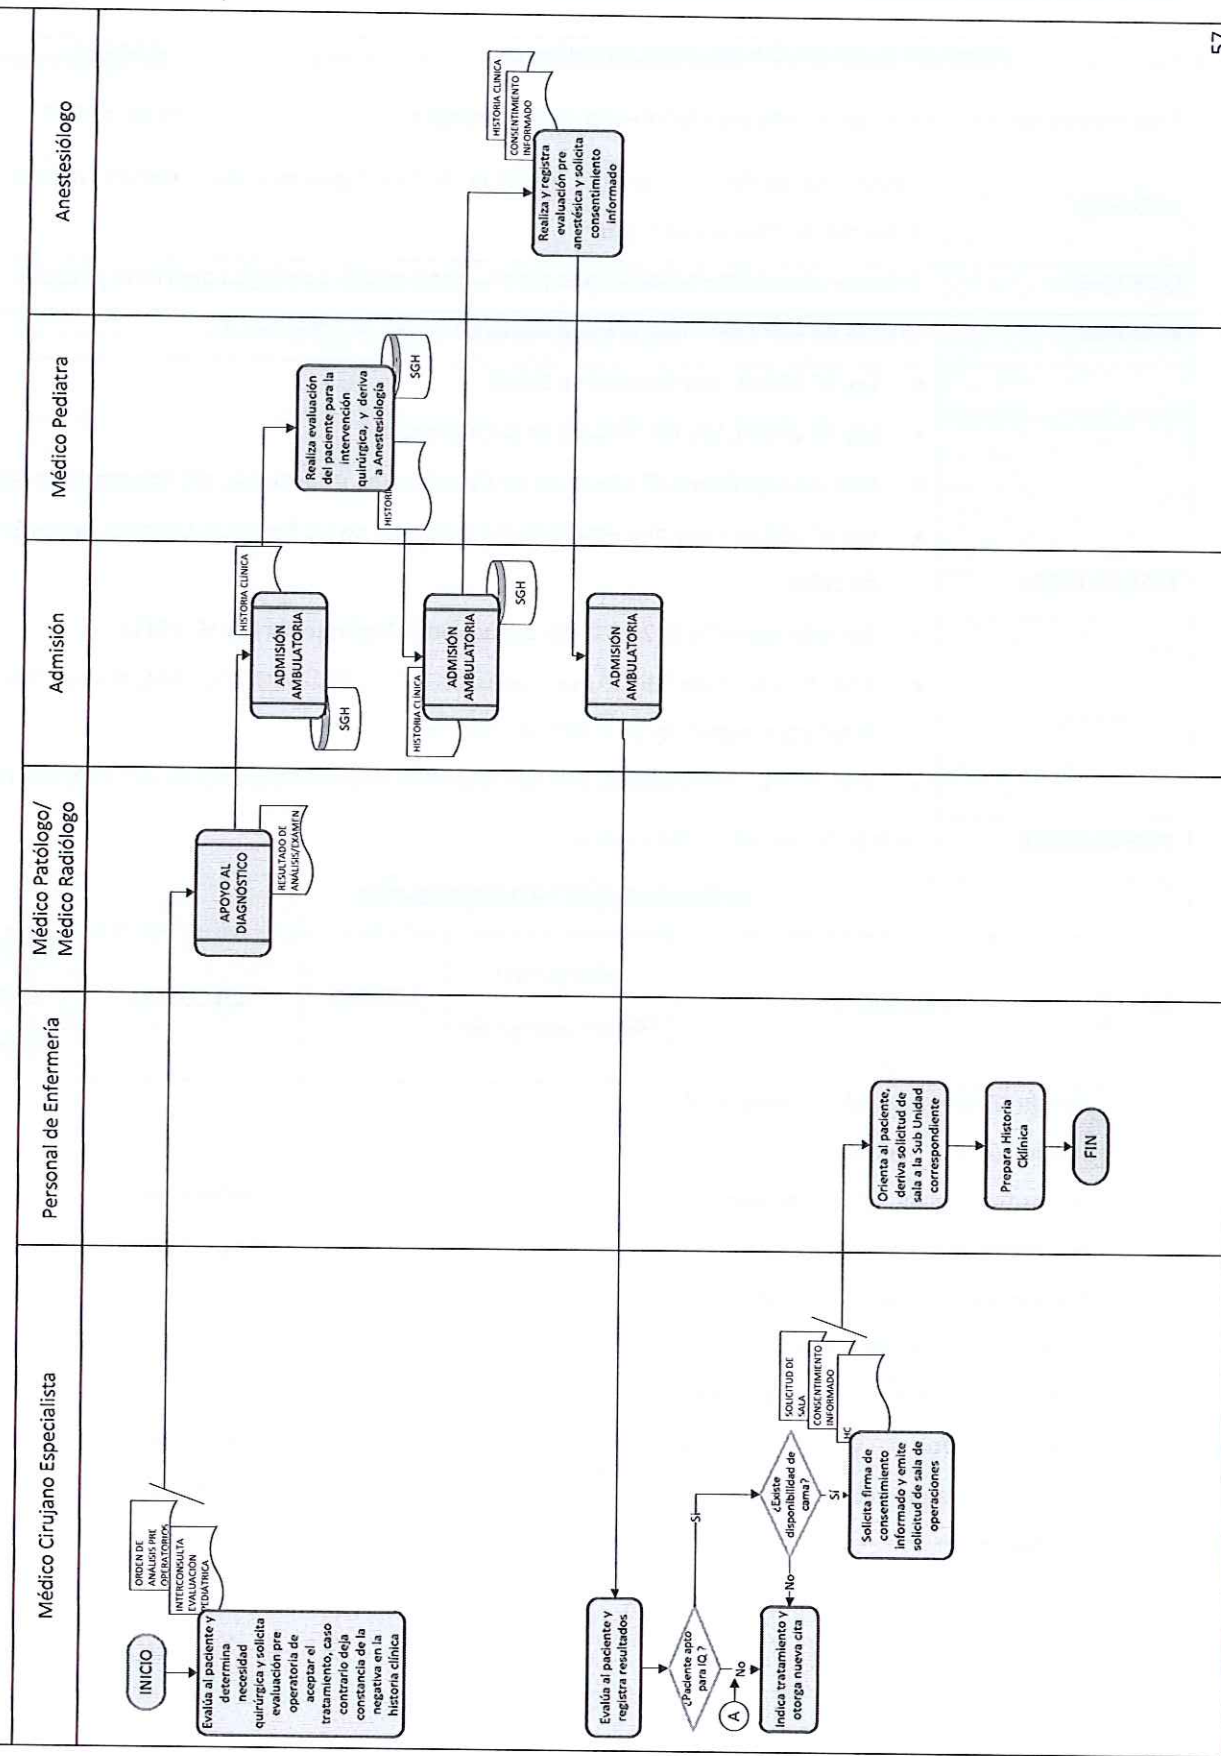 Médico Cirujano Especialista
Personal de Enfermería
Médico Patólogo/
Médico Radiólogo
Admisión
Médico Pediatra
Anestesiólogo
INICIO
ORDEN DE
ANÁLISIS PRE
OPERATORIOS
INTERCONSULTA
EVALUACIÓN
PEDIÁTRICA
Evalúa al paciente y
determina
necesidad
quirúrgica y solicita
evaluación pre
operatoria de
aceptar el
tratamiento, caso
contrario deja
constancia de la
negativa en la
historia clínica
APOYO AL
DIAGNÓSTICO
RESULTADO DE
ANÁLISIS/EXAMEN
HISTORIA CLÍNICA
ADMISIÓN
AMBULATORIA
SGH
Realiza evaluación
del paciente para la
intervención
quirúrgica, y deriva
a Anestesiología
SGH
HISTORI
HISTORIA CLÍNICA
ADMISIÓN
AMBULATORIA
SGH
HISTORIA CLINICA
CONSENTIMIENTO
INFORMADO
Realiza y registra
evaluación pre
anestésica y solicita
consentimiento
informado
ADMISIÓN
AMBULATORIA
Evalúa al paciente y
registra resultados
¿Paciente apto
para IQ ?
Sí
No
A
¿Existe
disponibilidad de
cama?
No
Sí
Indica tratamiento y
otorga nueva cita
SOLICITUD DE
SALA
CONSENTIMIENTO
INFORMADO
HC
Solicita firma de
consentimiento
informado y emite
solicitud de sala de
operaciones
Orienta al paciente,
deriva solicitud de
sala a la Sub Unidad
correspondiente
Prepara Historia
Cklínica
FIN
57